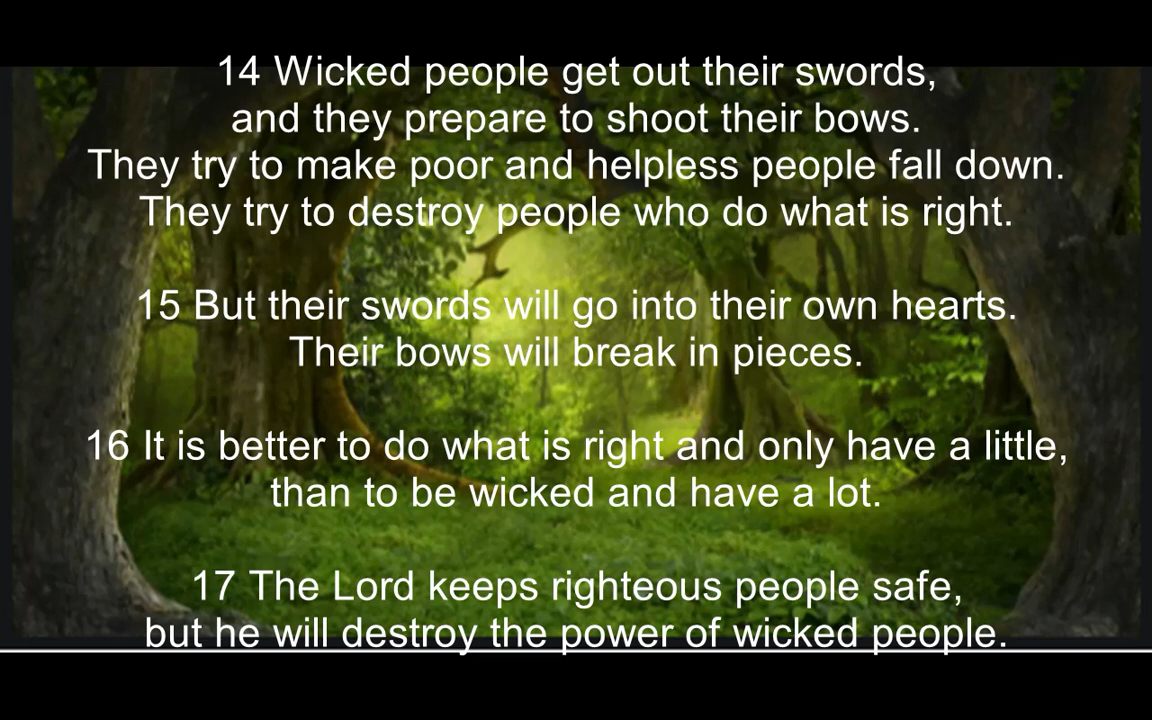 14 Wicked people get out their swords,
and they prepare to shoot their bows.
They try to make poor and helpless people fall down.
They try to destroy people who do what is right.
15 But their swords will go into their own hearts.
Their bows will break in pieces.
16 It is better to do what is right and only have a little,
than to be wicked and have a lot.
17 The Lord keeps righteous people safe,
but he will destroy the power of wicked people.